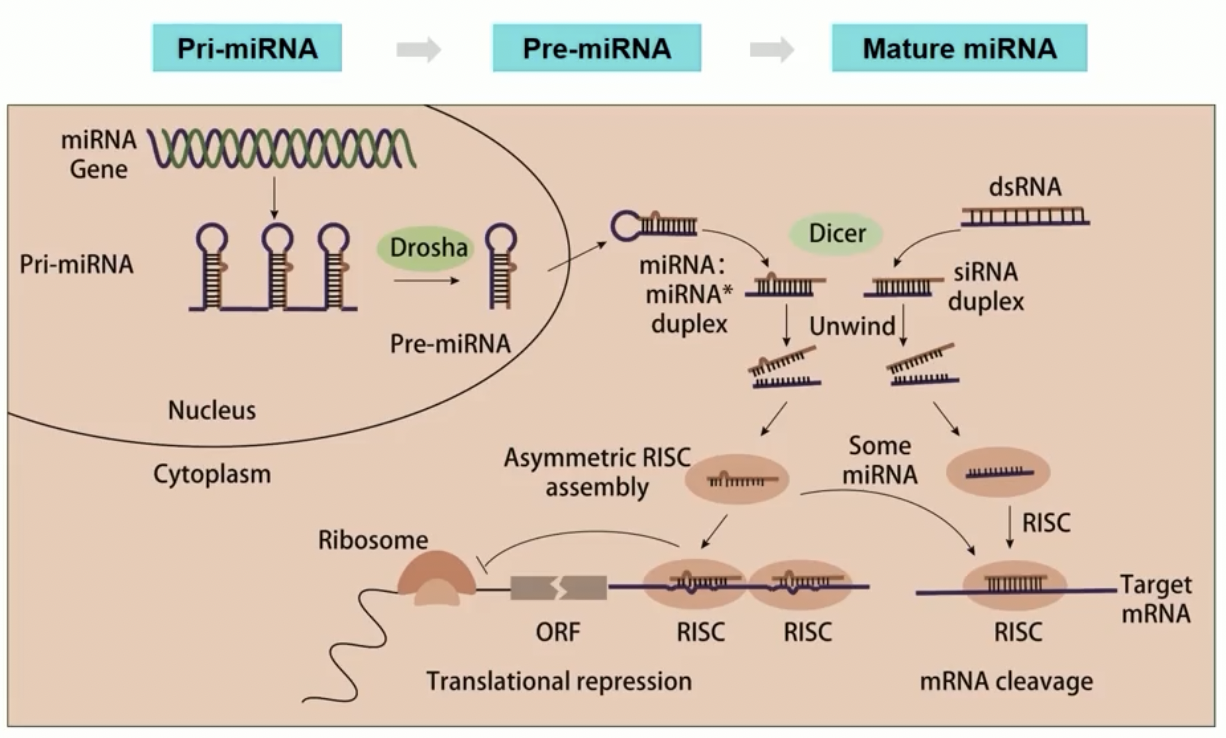 Pri-miRNA
Pre-miRNA
Mature miRNA
miRNA
Gene
dsRNA
Dicer
Drosha
Pri-miRNA
miRNA:
miRNA*
duplex
siRNA
duplex
Unwind
Pre-miRNA
Nucleus
Cytoplasm
Asymmetric RISC
assembly
Some
miRNA
RISC
Ribosome
Target
mRNA
ORF
RISC
RISC
RISC
Translational repression
mRNA cleavage